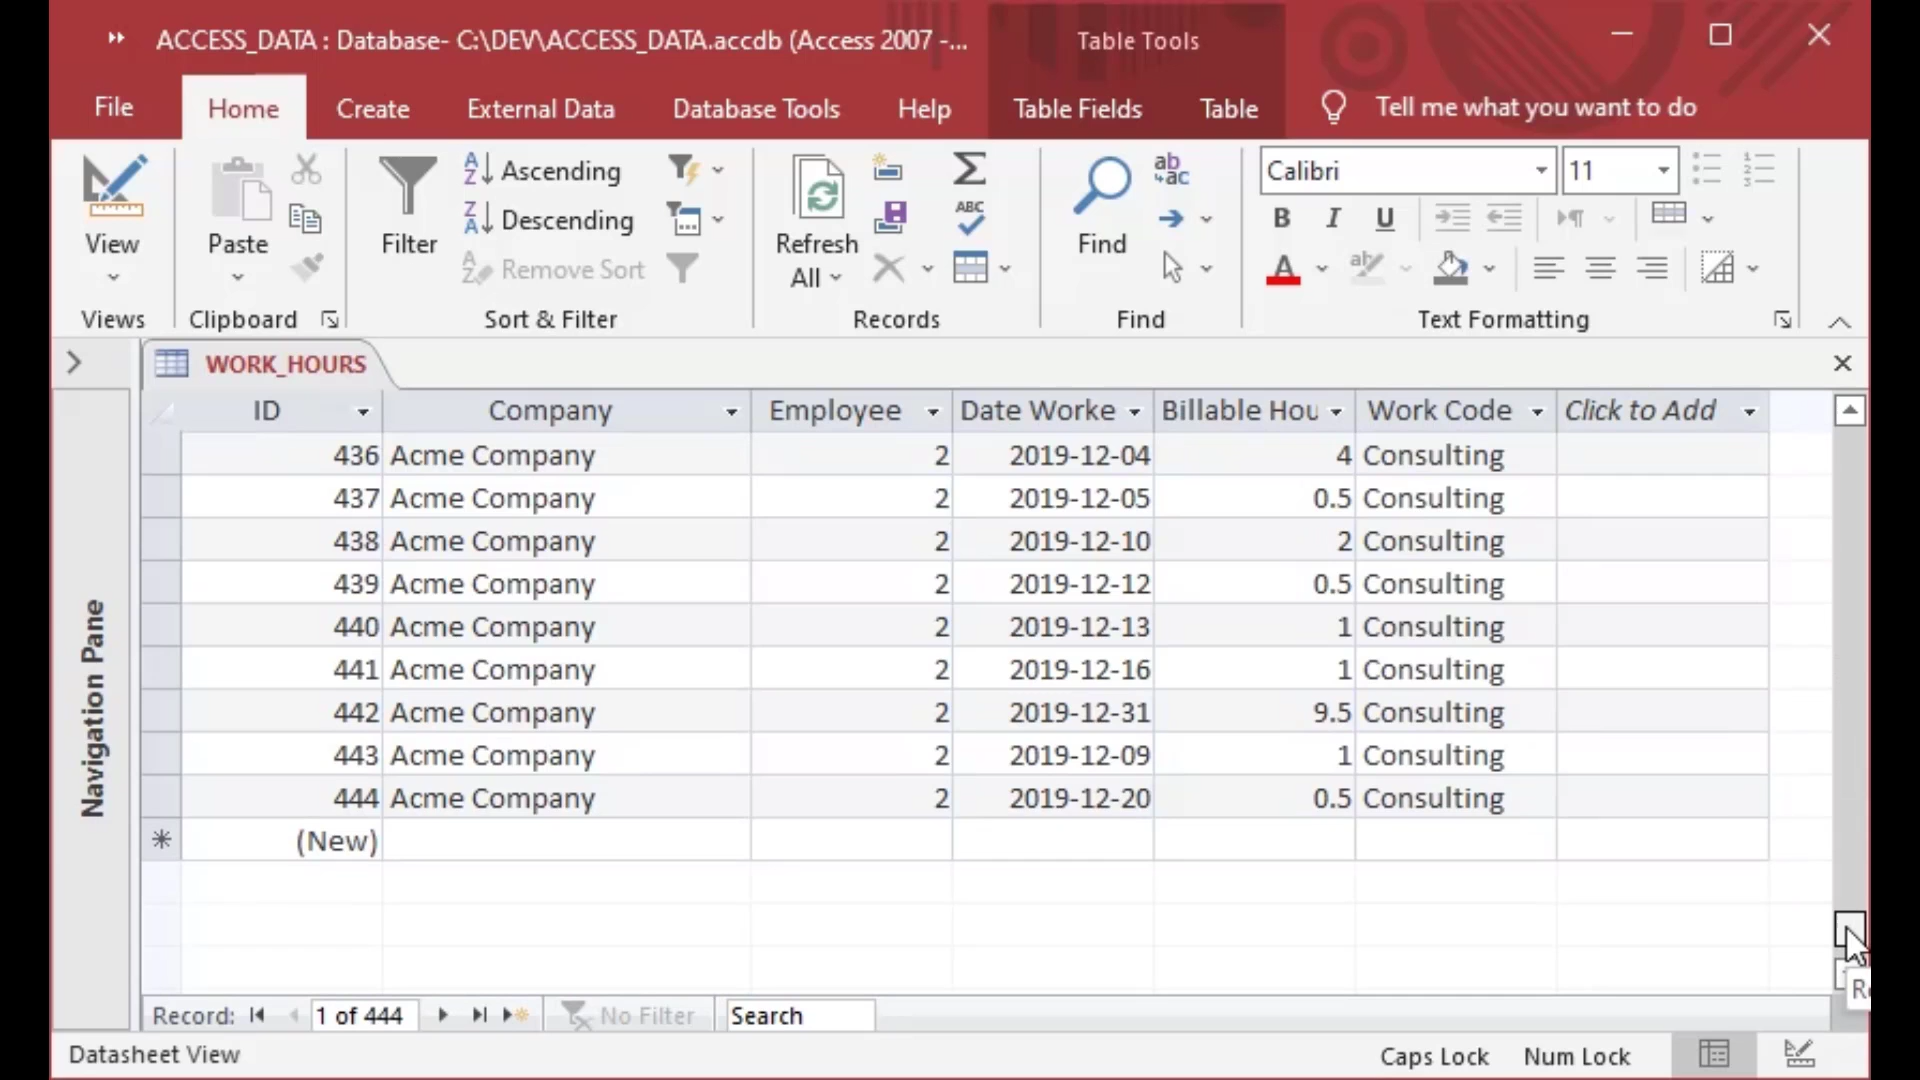 ACCESS_DATA : Database- C:\DEV\ACCESS_DATA.accdb (Access 2007 -...
Table Tools
File Home Create External Data Database Tools Help Table Fields Table Tell me what you want to do
View
Paste
Filter
Ascending
Descending
Remove Sort
Refresh
All
Find
Calibri 11
Views Clipboard Sort & Filter Records Find Text Formatting
WORK_HOURS
ID Company Employee Date Worke Billable Hou Work Code Click to Add
436 Acme Company 2 2019-12-04 4 Consulting
437 Acme Company 2 2019-12-05 0.5 Consulting
438 Acme Company 2 2019-12-10 2 Consulting
439 Acme Company 2 2019-12-12 0.5 Consulting
440 Acme Company 2 2019-12-13 1 Consulting
441 Acme Company 2 2019-12-16 1 Consulting
442 Acme Company 2 2019-12-31 9.5 Consulting
443 Acme Company 2 2019-12-09 1 Consulting
444 Acme Company 2 2019-12-20 0.5 Consulting
(New)
Navigation Pane
Record: 1 of 444 No Filter Search
Datasheet View Caps Lock Num Lock